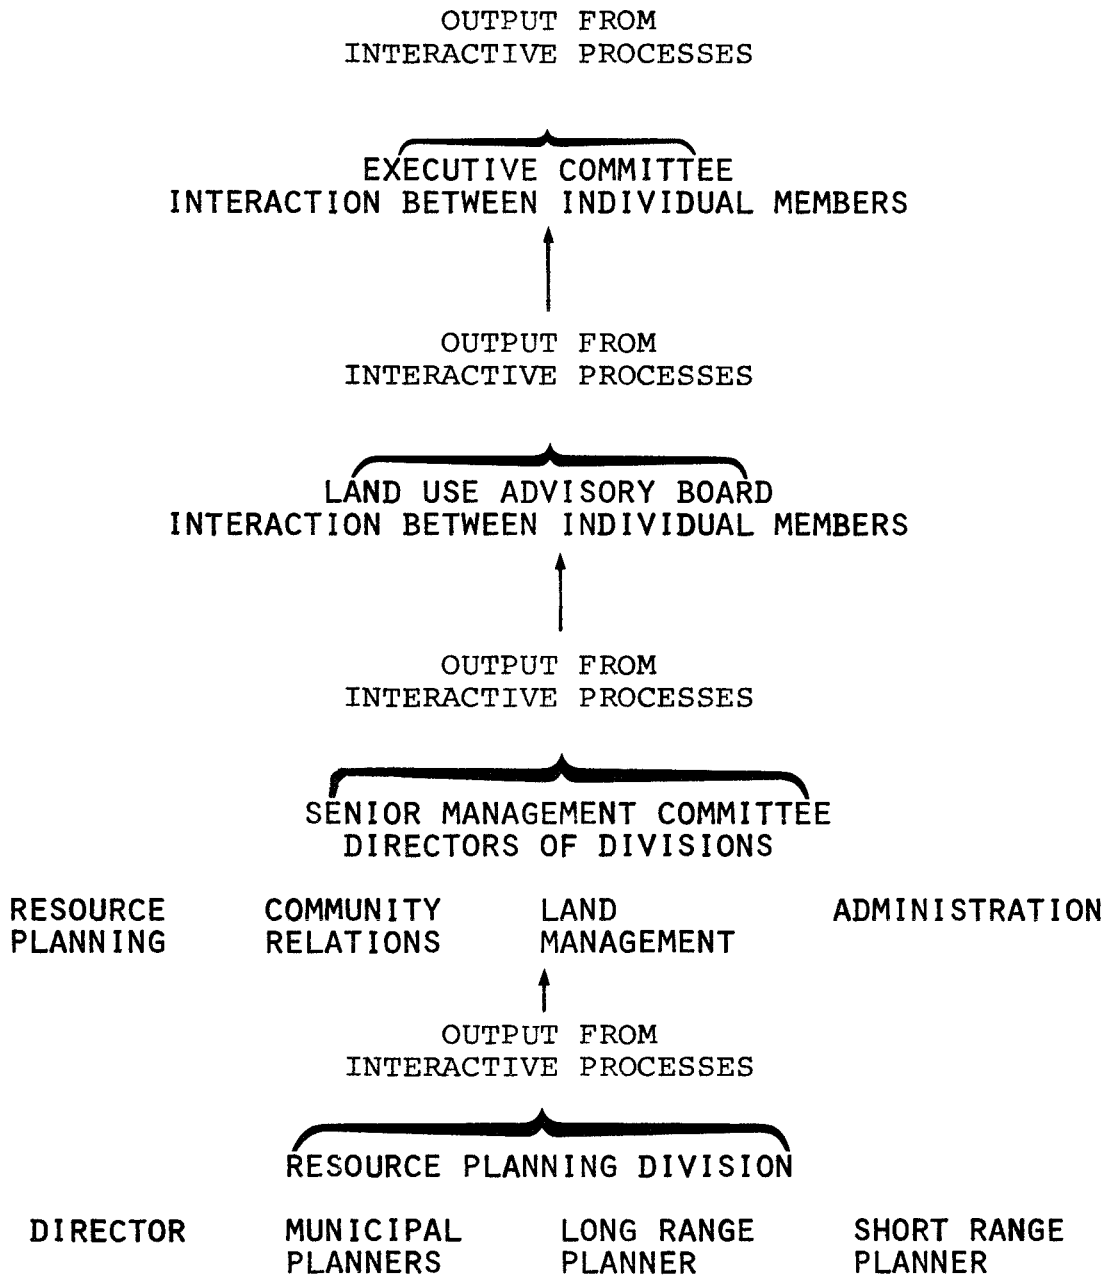 OUTPUT FROM
INTERACTIVE PROCESSES
EXECUTIVE COMMITTEE
INTERACTION BETWEEN INDIVIDUAL MEMBERS
OUTPUT FROM
INTERACTIVE PROCESSES
LAND USE ADVISORY BOARD
INTERACTION BETWEEN INDIVIDUAL MEMBERS
OUTPUT FROM
INTERACTIVE PROCESSES
SENIOR MANAGEMENT COMMITTEE
DIRECTORS OF DIVISIONS
RESOURCE
PLANNING
COMMUNITY
RELATIONS
LAND
MANAGEMENT
ADMINISTRATION
OUTPUT FROM
INTERACTIVE PROCESSES
RESOURCE PLANNING DIVISION
DIRECTOR
MUNICIPAL
PLANNERS
LONG RANGE
PLANNER
SHORT RANGE
PLANNER